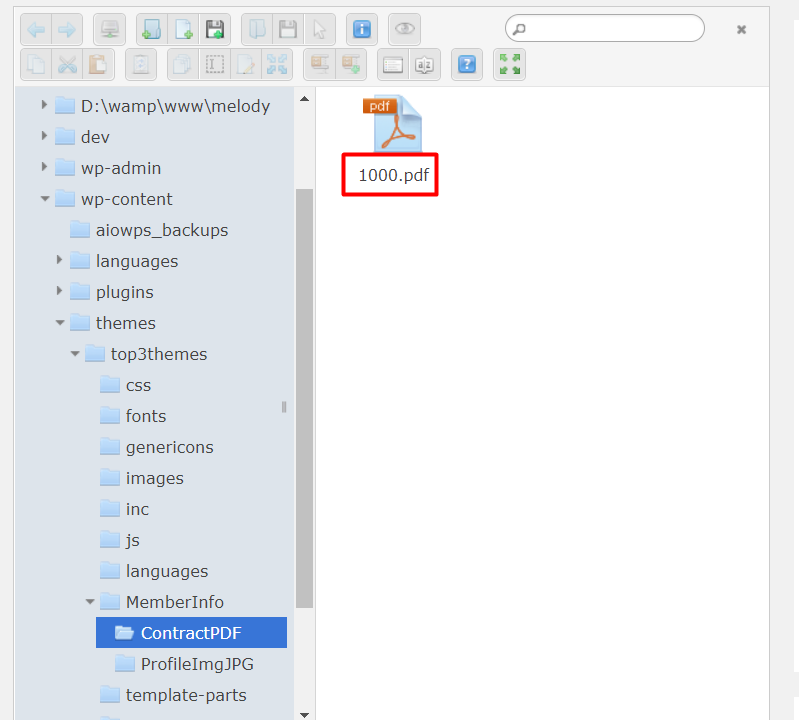 D:\wamp\www\melody
dev
wp-admin
wp-content
aiowps_backups
languages
plugins
themes
top3themes
css
fonts
genericons
images
inc
js
languages
MemberInfo
ContractPDF
ProfileImgJPG
template-parts
pdf
1000.pdf